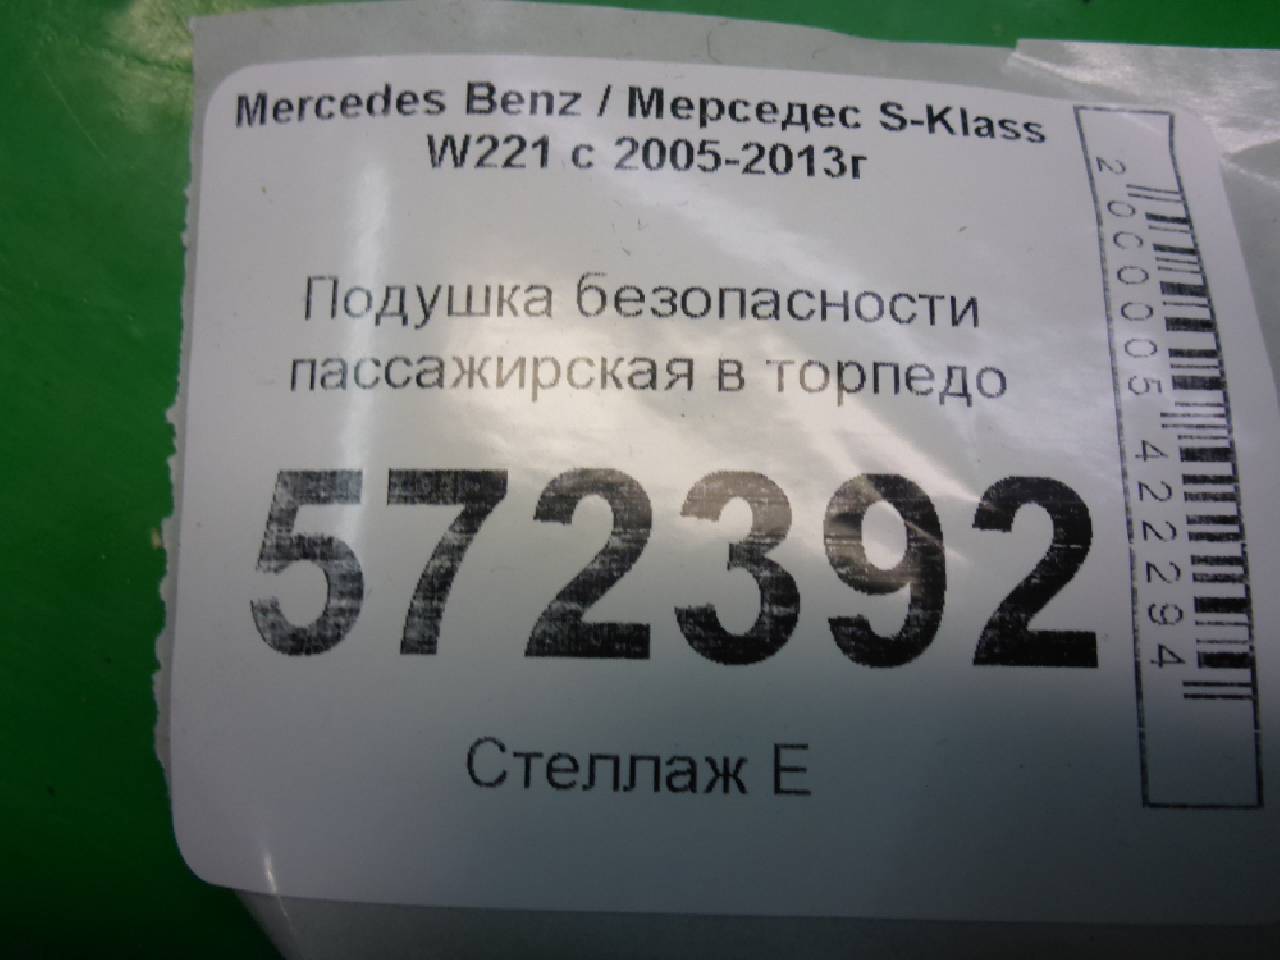 Mercedes Benz / Мерседес S-Klass
W221 с 2005-2013г
Подушка безопасности
пассажирская в торпедо
572392
Стеллаж Е
2000005422294